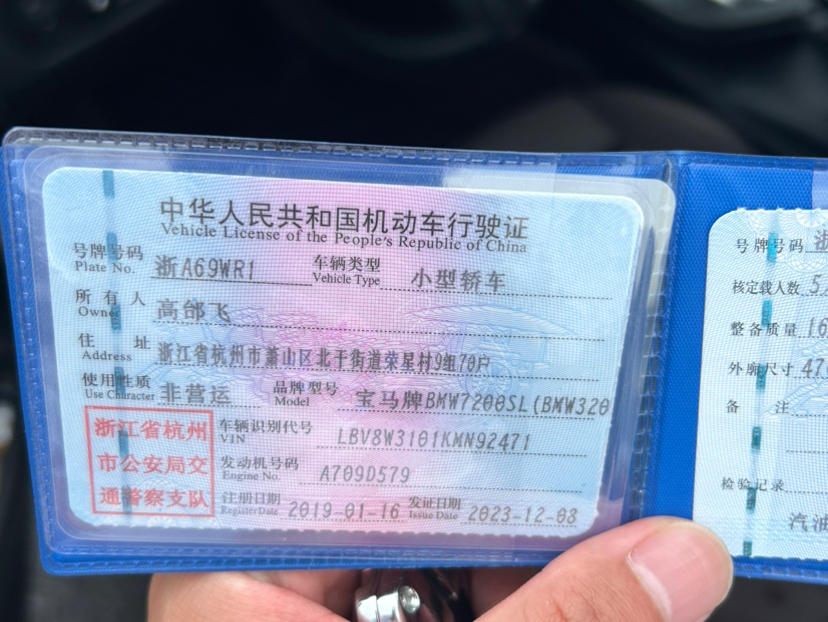 中华人民共和国机动车行驶证
Vehicle License of the People's Republic of China
号牌号码 浙A69WR1 车辆类型 小型轿车
Plate No. Vehicle Type
所有人 高邰飞
Owner
住址 浙江省杭州市萧山区北干街道荣星村9组70户
Address
使用性质 非营运 品牌型号 宝马牌BMW7200SL(BMW320
Use Character Model
浙江省杭州
市公安局交
通警察支队
车辆识别代号 LBV8W3101KMN92471
VIN
发动机号码 A709D579
Engine No.
注册日期 2019-01-16 发证日期 2023-12-08
Register Date Issue Date
号牌号码 浙
核定载人数 5
整备质量 16
外廓尺寸 47
备注
检验记录
汽油